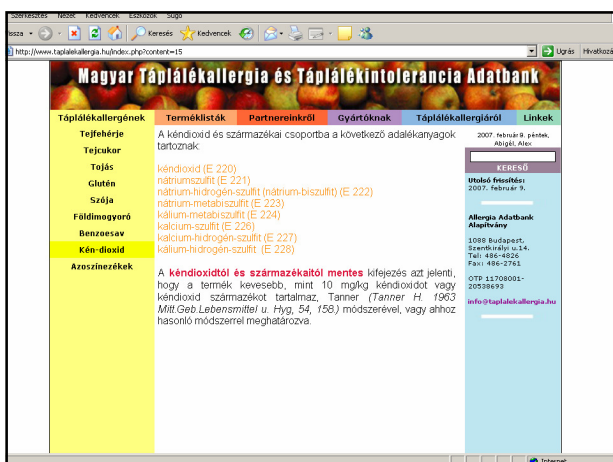 Szerkesztés Nézet Kedvencek Eszközök Súgó
Vissza Keresés Kedvencek
http://www.taplalekallergia.hu/index.php?content=15 Ugrás Hivatkozá
Magyar Táplálékallergia és Táplálékintolerancia Adatbank
Táplálékallergének Terméklisták Partnereinkről Gyártóknak Táplálékallergiáról Linkek
Tejfehérje
Tejcukor
Tojás
Glutén
Szója
Földimogyoró
Benzoesav
Kén-dioxid
Azoszínezékek
A kéndioxid és származékai csoportba a következő adalékanyagok
tartoznak:
kéndioxid (E 220)
nátriumszulfit (E 221)
nátrium-hidrogén-szulfit (nátrium-biszulfit) (E 222)
nátrium-metabiszulfit (E 223)
kálium-metabiszulfit (E 224)
kalcium-szulfit (E 226)
kalcium-hidrogén-szulfit (E 227)
kálium-hidrogén-szulfit (E 228)
A kéndioxidtól és származékaitól mentes kifejezés azt jelenti,
hogy a termék kevesebb, mint 10 mg/kg kéndioxidot vagy
kéndioxid származékot tartalmaz, Tanner (Tanner H. 1963
Mitt.Geb.Lebensmittel u. Hyg, 54, 158.) módszerével, vagy ahhoz
hasonló módszerrel meghatározva.
2007. február 9. péntek,
Abigél, Alex
KERESŐ
Utolsó frissítés:
2007. február 9.
Allergia Adatbank
Alapítvány
1088 Budapest,
Szentkirályi u.14.
Tel: 486-4826
Fax: 486-2761
OTP 11708001-
20538693
info@taplalekallergia.hu
Internet